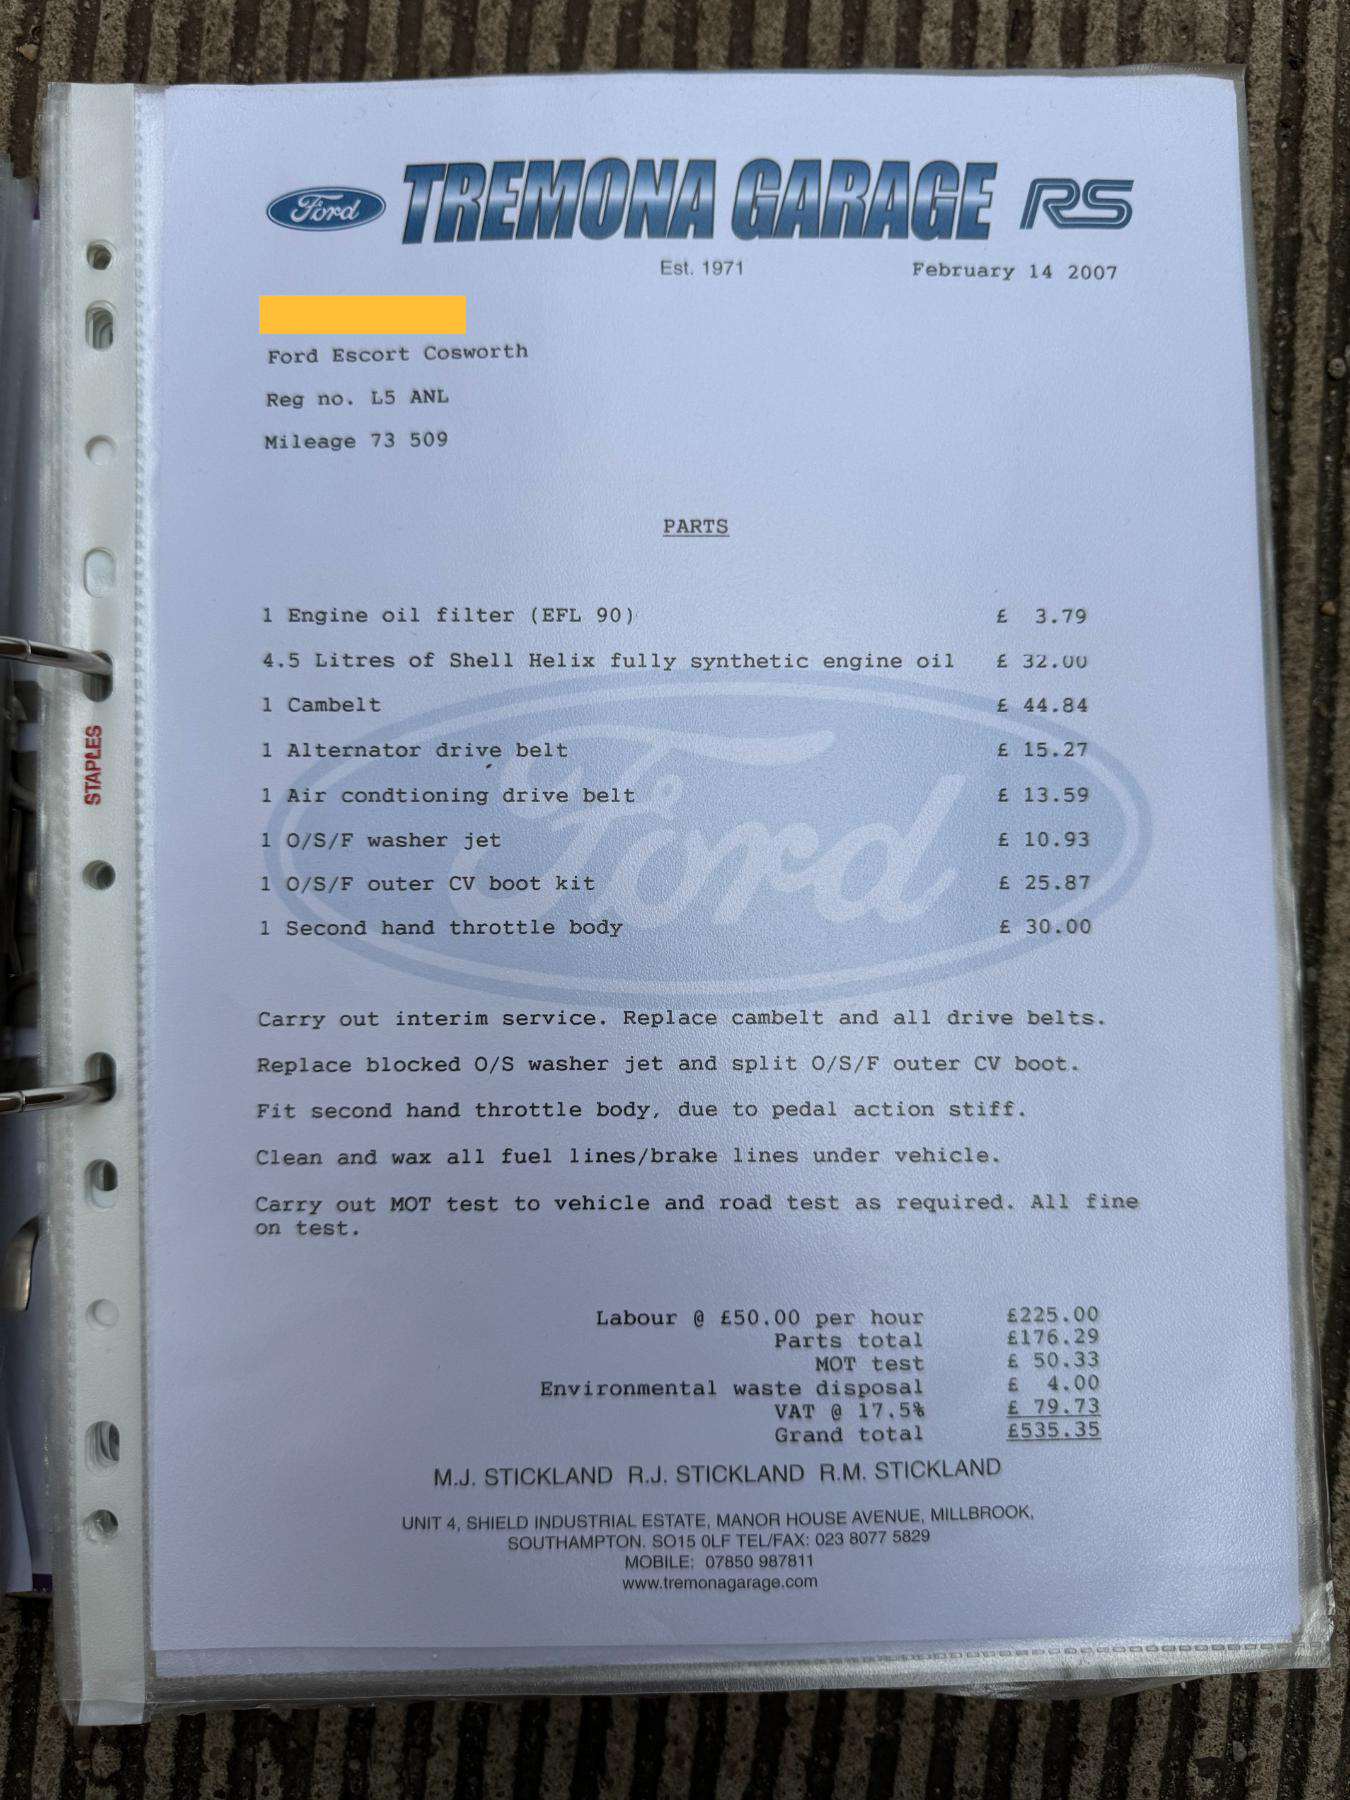 Ford TREMONA GARAGE RS
Est. 1971
February 14 2007
Ford Escort Cosworth
Reg no. L5 ANL
Mileage 73 509
PARTS
1 Engine oil filter (EFL 90) £ 3.79
4.5 Litres of Shell Helix fully synthetic engine oil £ 32.00
1 Cambelt £ 44.84
1 Alternator drive belt £ 15.27
1 Air condtioning drive belt £ 13.59
1 O/S/F washer jet £ 10.93
1 O/S/F outer CV boot kit £ 25.87
1 Second hand throttle body £ 30.00
Ford
Carry out interim service. Replace cambelt and all drive belts.
Replace blocked O/S washer jet and split O/S/F outer CV boot.
Fit second hand throttle body, due to pedal action stiff.
Clean and wax all fuel lines/brake lines under vehicle.
Carry out MOT test to vehicle and road test as required. All fine
on test.
Labour @ £50.00 per hour £225.00
Parts total £176.29
MOT test £ 50.33
Environmental waste disposal £ 4.00
VAT @ 17.5% £ 79.73
Grand total £535.35
M.J. STICKLAND R.J. STICKLAND R.M. STICKLAND
UNIT 4, SHIELD INDUSTRIAL ESTATE, MANOR HOUSE AVENUE, MILLBROOK,
SOUTHAMPTON. SO15 0LF TEL/FAX: 023 8077 5829
MOBILE: 07850 987811
www.tremonagarage.com
STAPLES